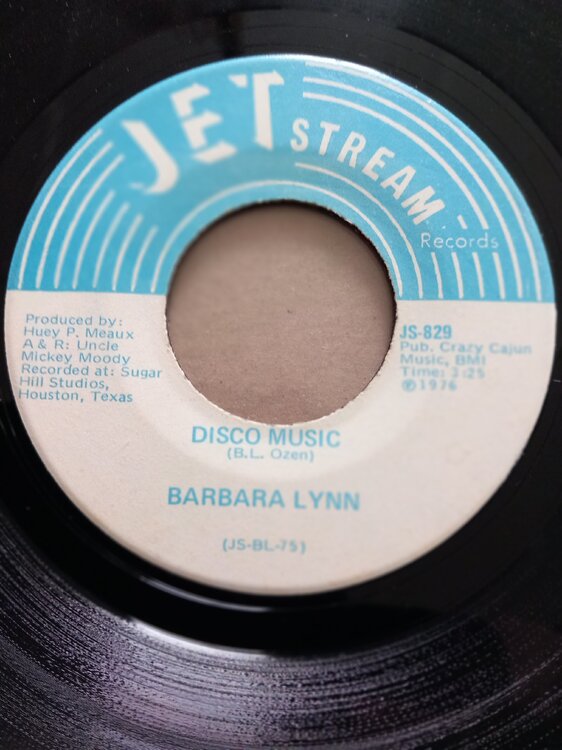 JET
STREAM
Records
Produced by:
Huey P. Meaux
A & R: Uncle
Mickey Moody
Recorded at: Sugar
Hill Studios,
Houston, Texas
JS-829
Pub. Crazy Cajun
Music, BMI
Time: 3:25
℗1976
DISCO MUSIC
(B.L. Ozen)
BARBARA LYNN
(JS-BL-75)